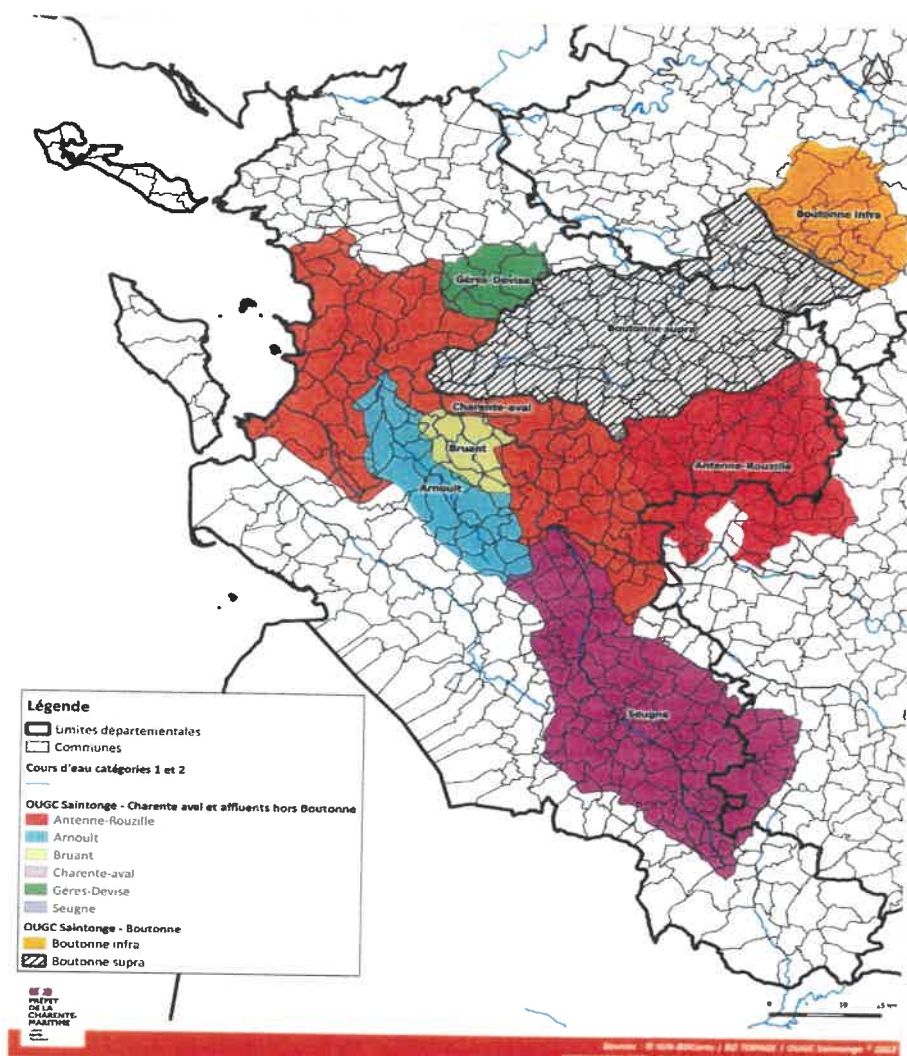 Boutonne infra
Gères-Devise
Boutonne supra
Charente-aval
Bruant
Antenne-Rouzille
Arnoult
Seugne
Légende
Limites départementales
Communes
Cours d'eau catégories 1 et 2
OUGC Saintonge - Charente aval et affluents hors Boutonne
Antenne-Rouzille
Arnoult
Bruant
Charente-aval
Gères-Devise
Seugne
OUGC Saintonge - Boutonne
Boutonne infra
Boutonne supra
PRÉFET
DE LA
CHARENTE-
MARITIME
0 10